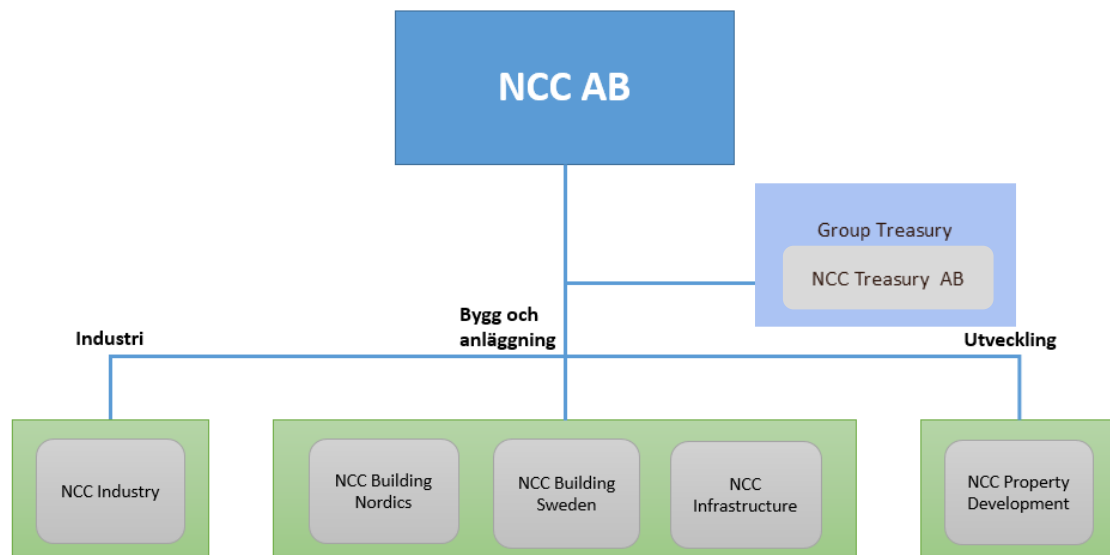 NCC AB
Group Treasury
NCC Treasury AB
Industri
Bygg och
anläggning
Utveckling
NCC Industry
NCC Building
Nordics
NCC Building
Sweden
NCC
Infrastructure
NCC Property
Development